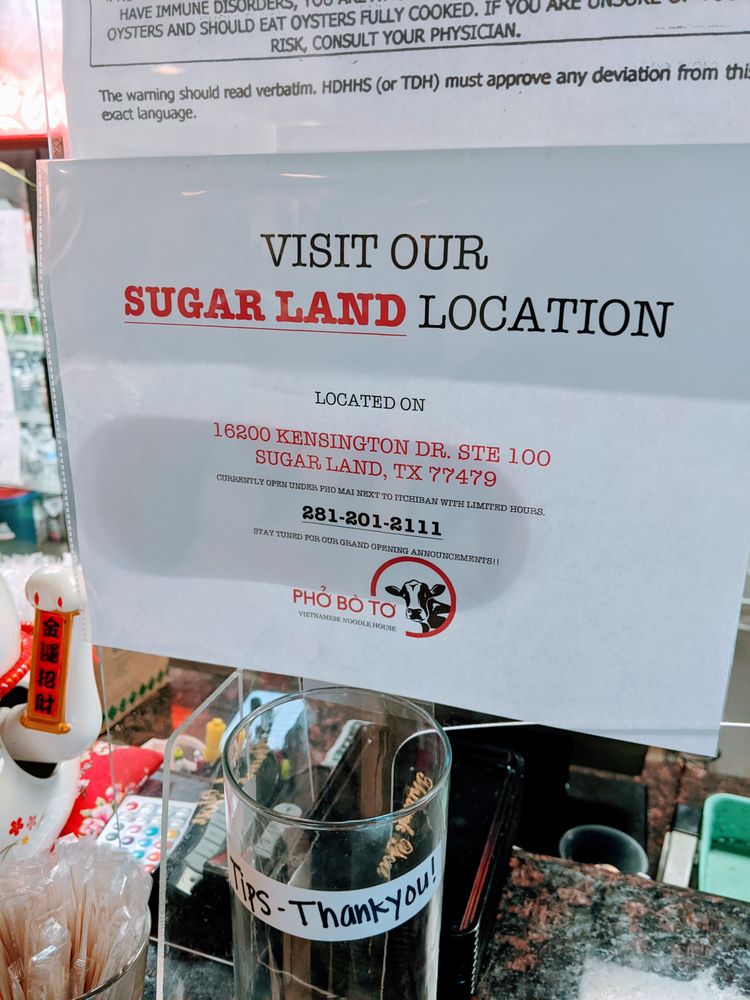 HAVE IMMUNE DISORDERS, YOU
OYSTERS AND SHOULD EAT OYSTERS FULLY COOKED. IF YOU ARE UNSURE OF
RISK, CONSULT YOUR PHYSICIAN.
The warning should read verbatim. HDHHS (or TDH) must approve any deviation from this
exact language.
VISIT OUR
SUGAR LAND LOCATION
LOCATED ON
16200 KENSINGTON DR. STE 100
SUGAR LAND, TX 77479
CURRENTLY OPEN UNDER PHO MAI NEXT TO ITCHIBAN WITH LIMITED HOURS.
281-201-2111
STAY TUNED FOR OUR GRAND OPENING ANNOUNCEMENTS!!
PHỞ BÒ TƠ
VIETNAMESE NOODLE HOUSE
金運招財
Tips - Thankyou!